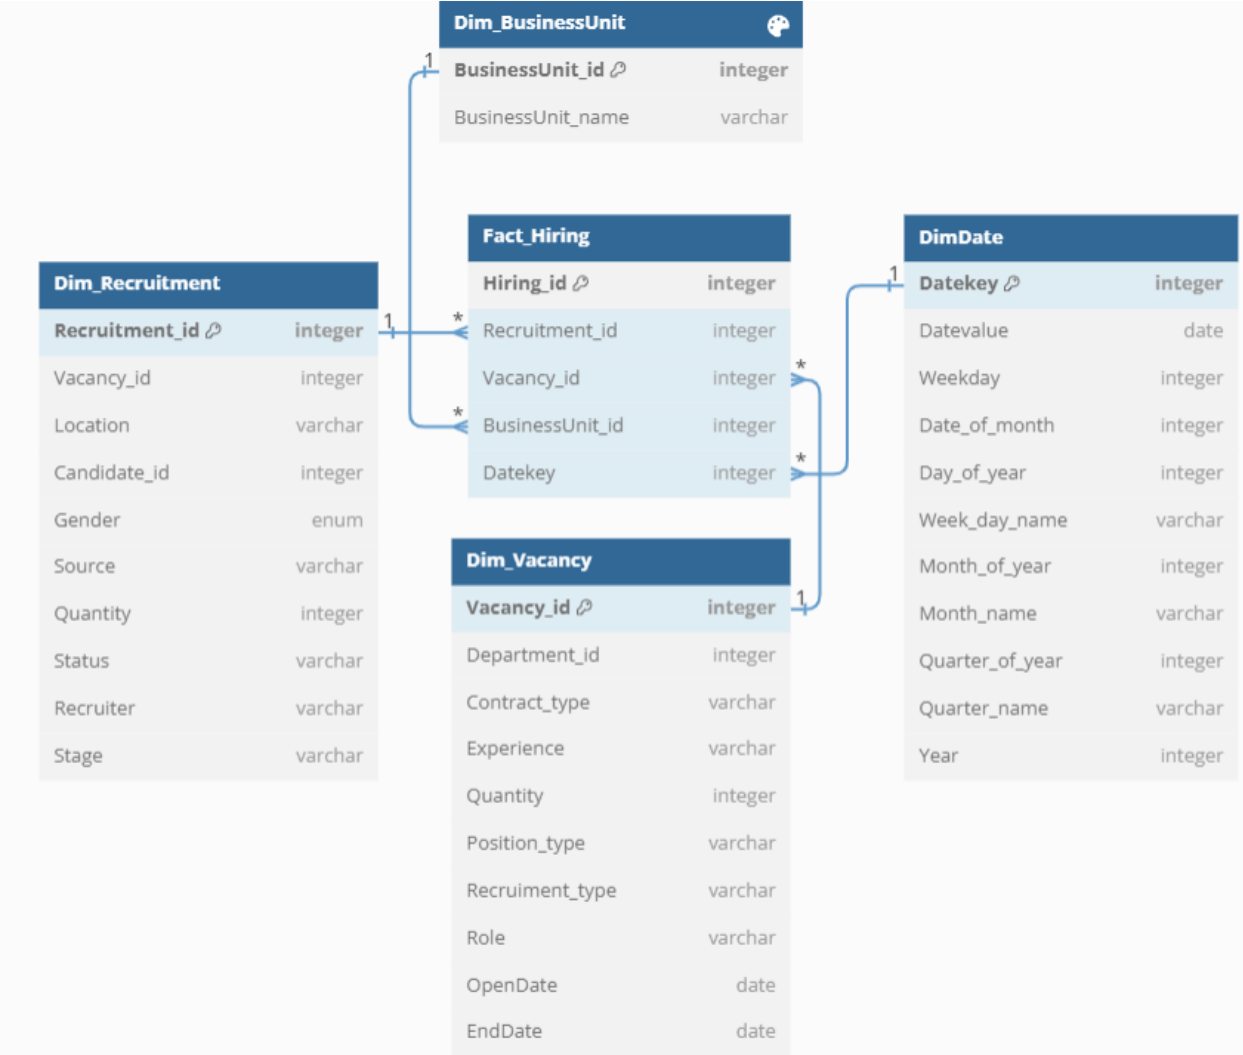 Dim_BusinessUnit
BusinessUnit_id integer
BusinessUnit_name varchar
1
Fact_Hiring
Hiring_id integer
Recruitment_id integer
Vacancy_id integer
BusinessUnit_id integer
Datekey integer
*
*
*
*
Dim_Recruitment
Recruitment_id integer
Vacancy_id integer
Location varchar
Candidate_id integer
Gender enum
Source varchar
Quantity integer
Status varchar
Recruiter varchar
Stage varchar
1
DimDate
Datekey integer
Datevalue date
Weekday integer
Date_of_month integer
Day_of_year integer
Week_day_name varchar
Month_of_year integer
Month_name varchar
Quarter_of_year integer
Quarter_name varchar
Year integer
1
Dim_Vacancy
Vacancy_id integer
Department_id integer
Contract_type varchar
Experience varchar
Quantity integer
Position_type varchar
Recruiment_type varchar
Role varchar
OpenDate date
EndDate date
1